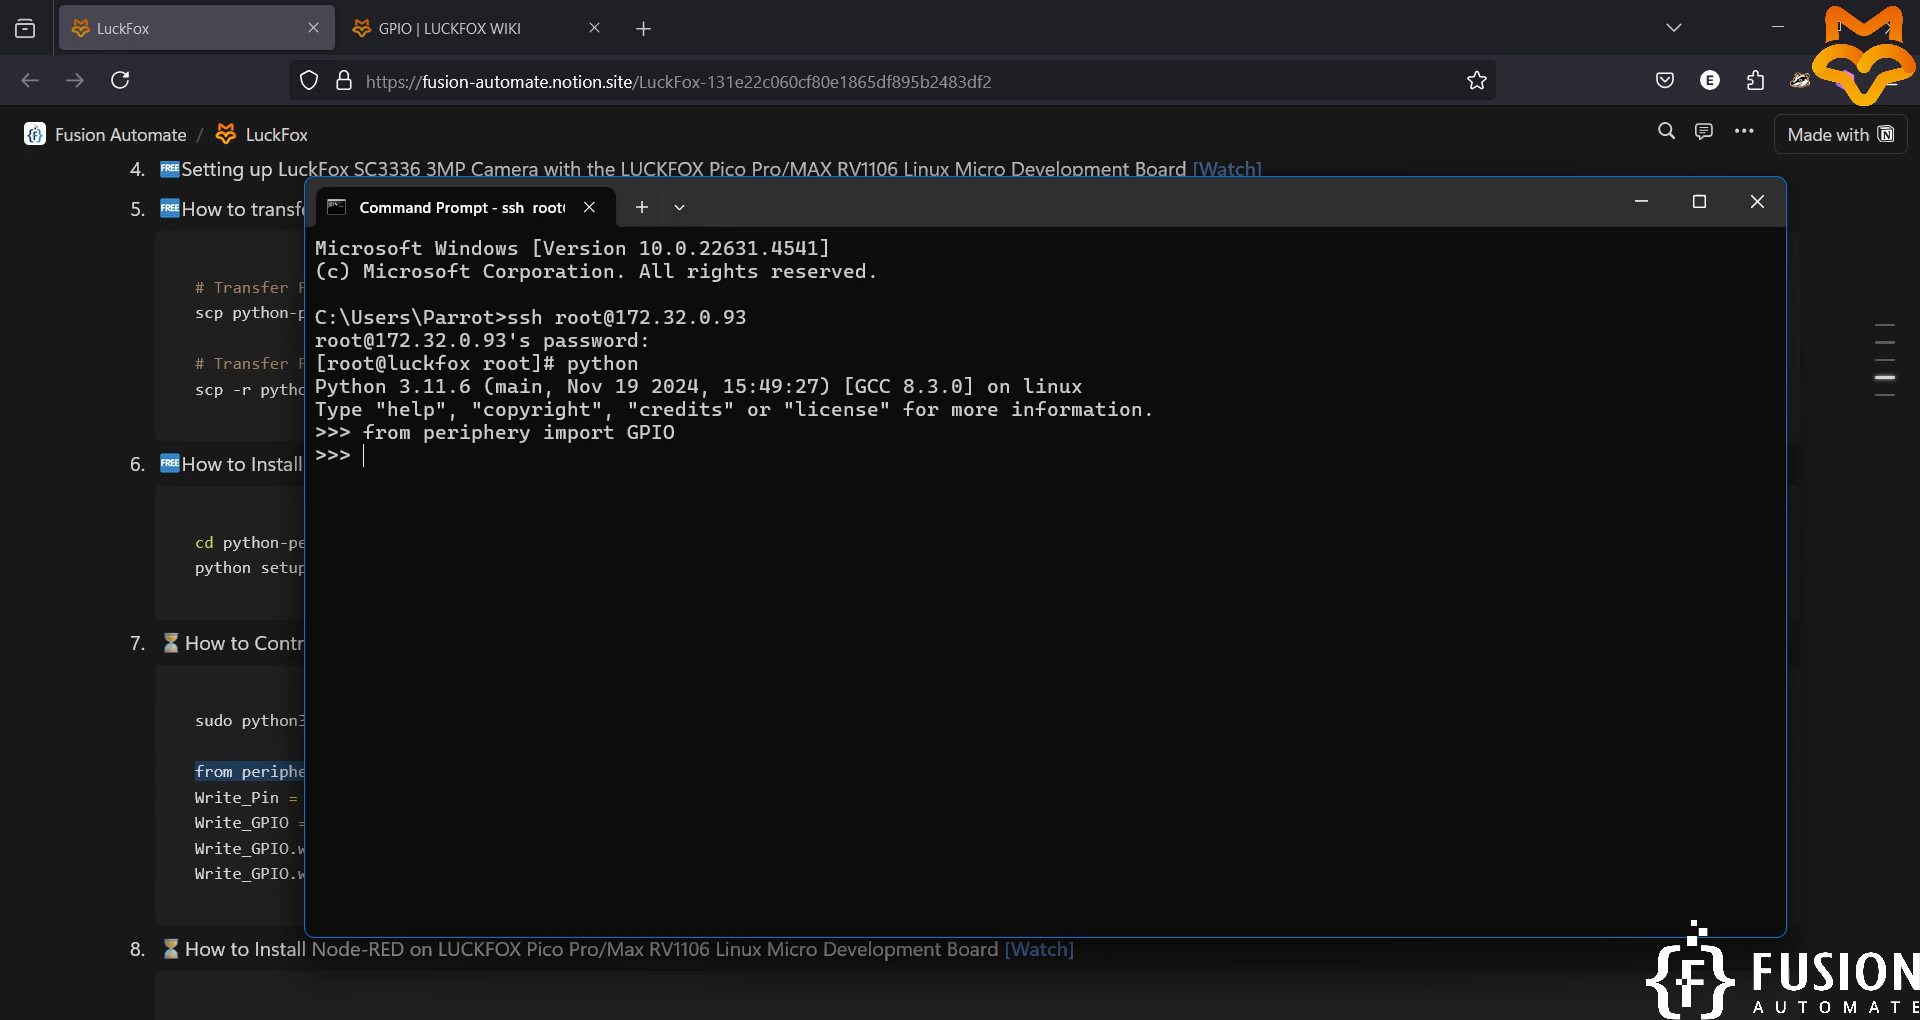 LuckFox
GPIO | LUCKFOX WIKI
https://fusion-automate.notion.site/LuckFox-131e22c060cf80e1865df895b2483df2
E
Fusion Automate / LuckFox
Made with
4. FREE Setting up LuckFox SC3336 3MP Camera with the LUCKFOX Pico Pro/MAX RV1106 Linux Micro Development Board [Watch]
5. FREE How to transf
# Transfer
scp python-p
# Transfer
scp -r pyth
6. FREE How to Install
cd python-pe
python setup
7. How to Contr
sudo python3
from periphe
Write_Pin =
Write_GPIO =
Write_GPIO.w
Write_GPIO.w
8. How to Install Node-RED on LUCKFOX Pico Pro/Max RV1106 Linux Micro Development Board [Watch]
Command Prompt - ssh root
Microsoft Windows [Version 10.0.22631.4541]
(c) Microsoft Corporation. All rights reserved.
C:\Users\Parrot>ssh root@172.32.0.93
root@172.32.0.93's password:
[root@luckfox root]# python
Python 3.11.6 (main, Nov 19 2024, 15:49:27) [GCC 8.3.0] on linux
Type "help", "copyright", "credits" or "license" for more information.
>>> from periphery import GPIO
>>>
{F} FUSION
AUTOMATE